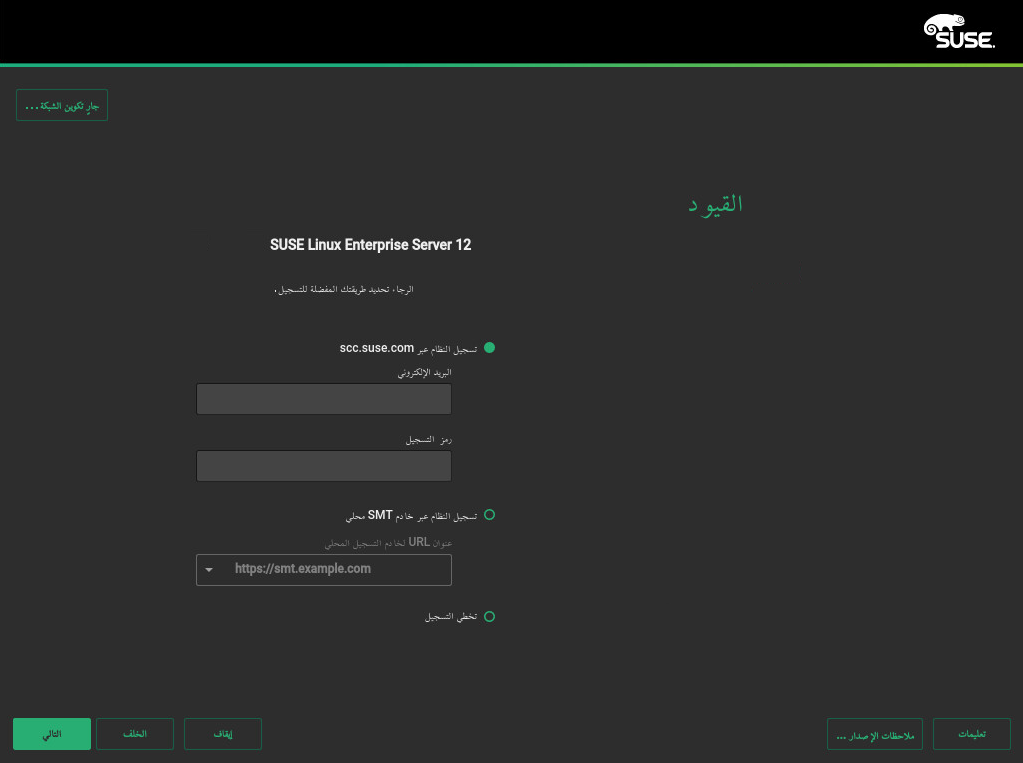 SUSE.
جارٍ تكوين الشبكة...
القيود
SUSE Linux Enterprise Server 12
الرجاء تحديد طريقتك المفضلة للتسجيل.
تسجيل النظام عبر scc.suse.com
البريد الإلكتروني
رمز التسجيل
تسجيل النظام عبر خادم SMT محلي
عنوان URL لخادم التسجيل المحلي
https://smt.example.com
تخطي التسجيل
تعليمات
ملاحظات الإصدار ...
إيقاف
الخلف
التالي